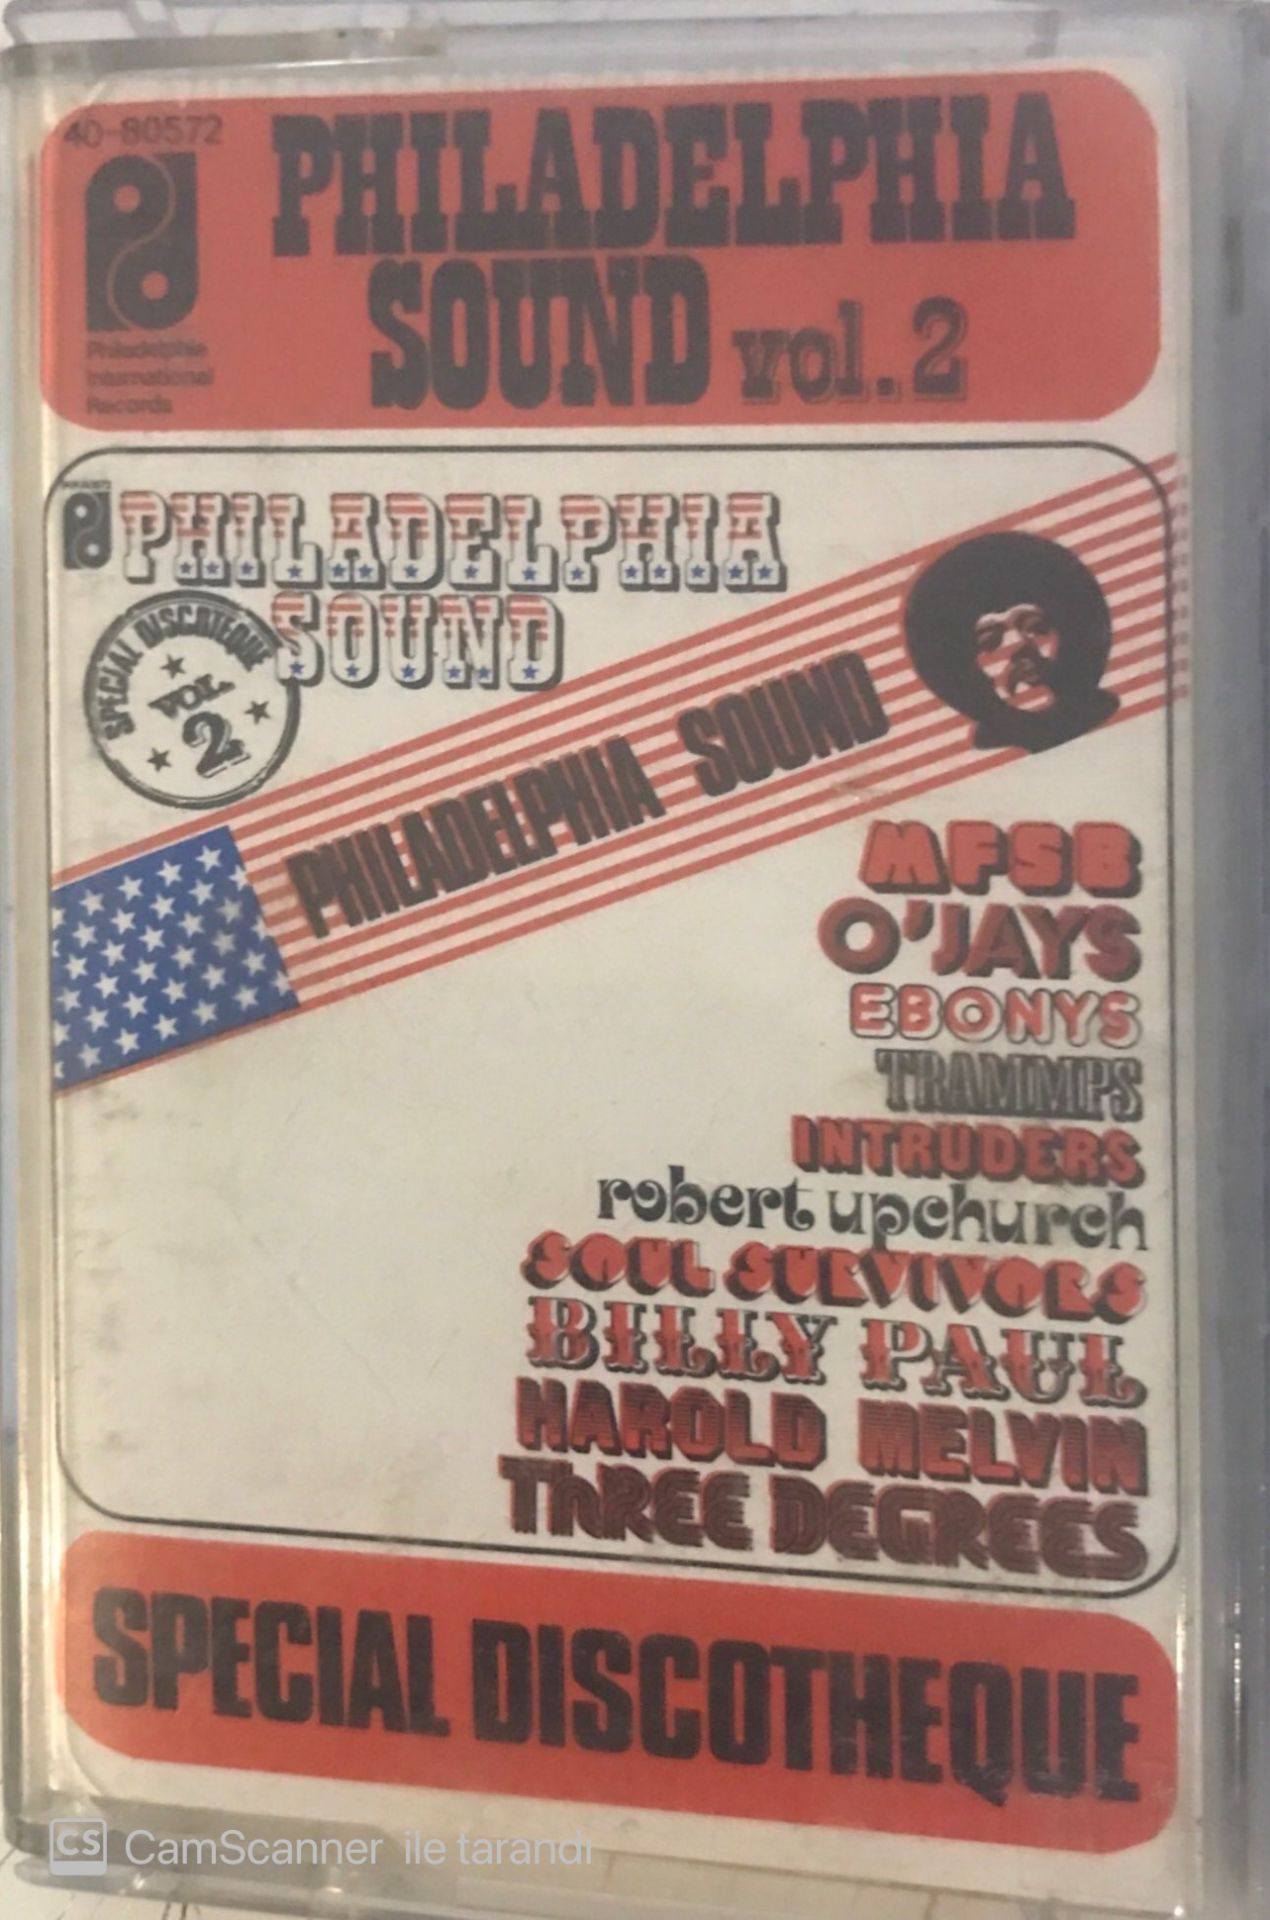 40-80572
PHILADELPHIA
SOUND vol. 2
Philadelphia
International
Records
PHILADELPHIA
SOUND
SPECIAL DISCOTEQUE
VOL.
2
PHILADELPHIA SOUND
MFSB
O'JAYS
EBONYS
TRAMMPS
INTRUDERS
robert upchurch
SOUL SURVIVORS
BILLY PAUL
HAROLD MELVIN
ThREE DEGREES
SPECIAL DISCOTHEQUE
CS CamScanner ile tarandı